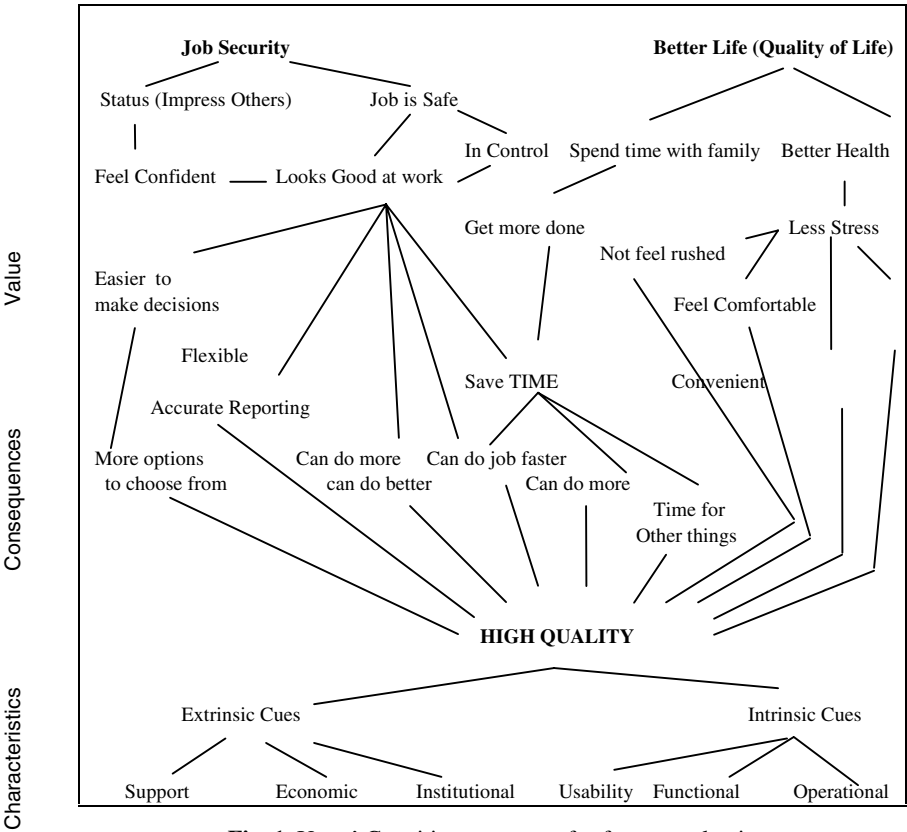 Job Security
Better Life (Quality of Life)
Status (Impress Others)
Job is Safe
In Control
Spend time with family
Better Health
Feel Confident
Looks Good at work
Get more done
Less Stress
Not feel rushed
Value
Easier to
make decisions
Feel Comfortable
Flexible
Save TIME
Convenient
Accurate Reporting
Consequences
More options
to choose from
Can do more
can do better
Can do job faster
Can do more
Time for
Other things
HIGH QUALITY
Characteristics
Extrinsic Cues
Intrinsic Cues
Support
Economic
Institutional
Usability
Functional
Operational